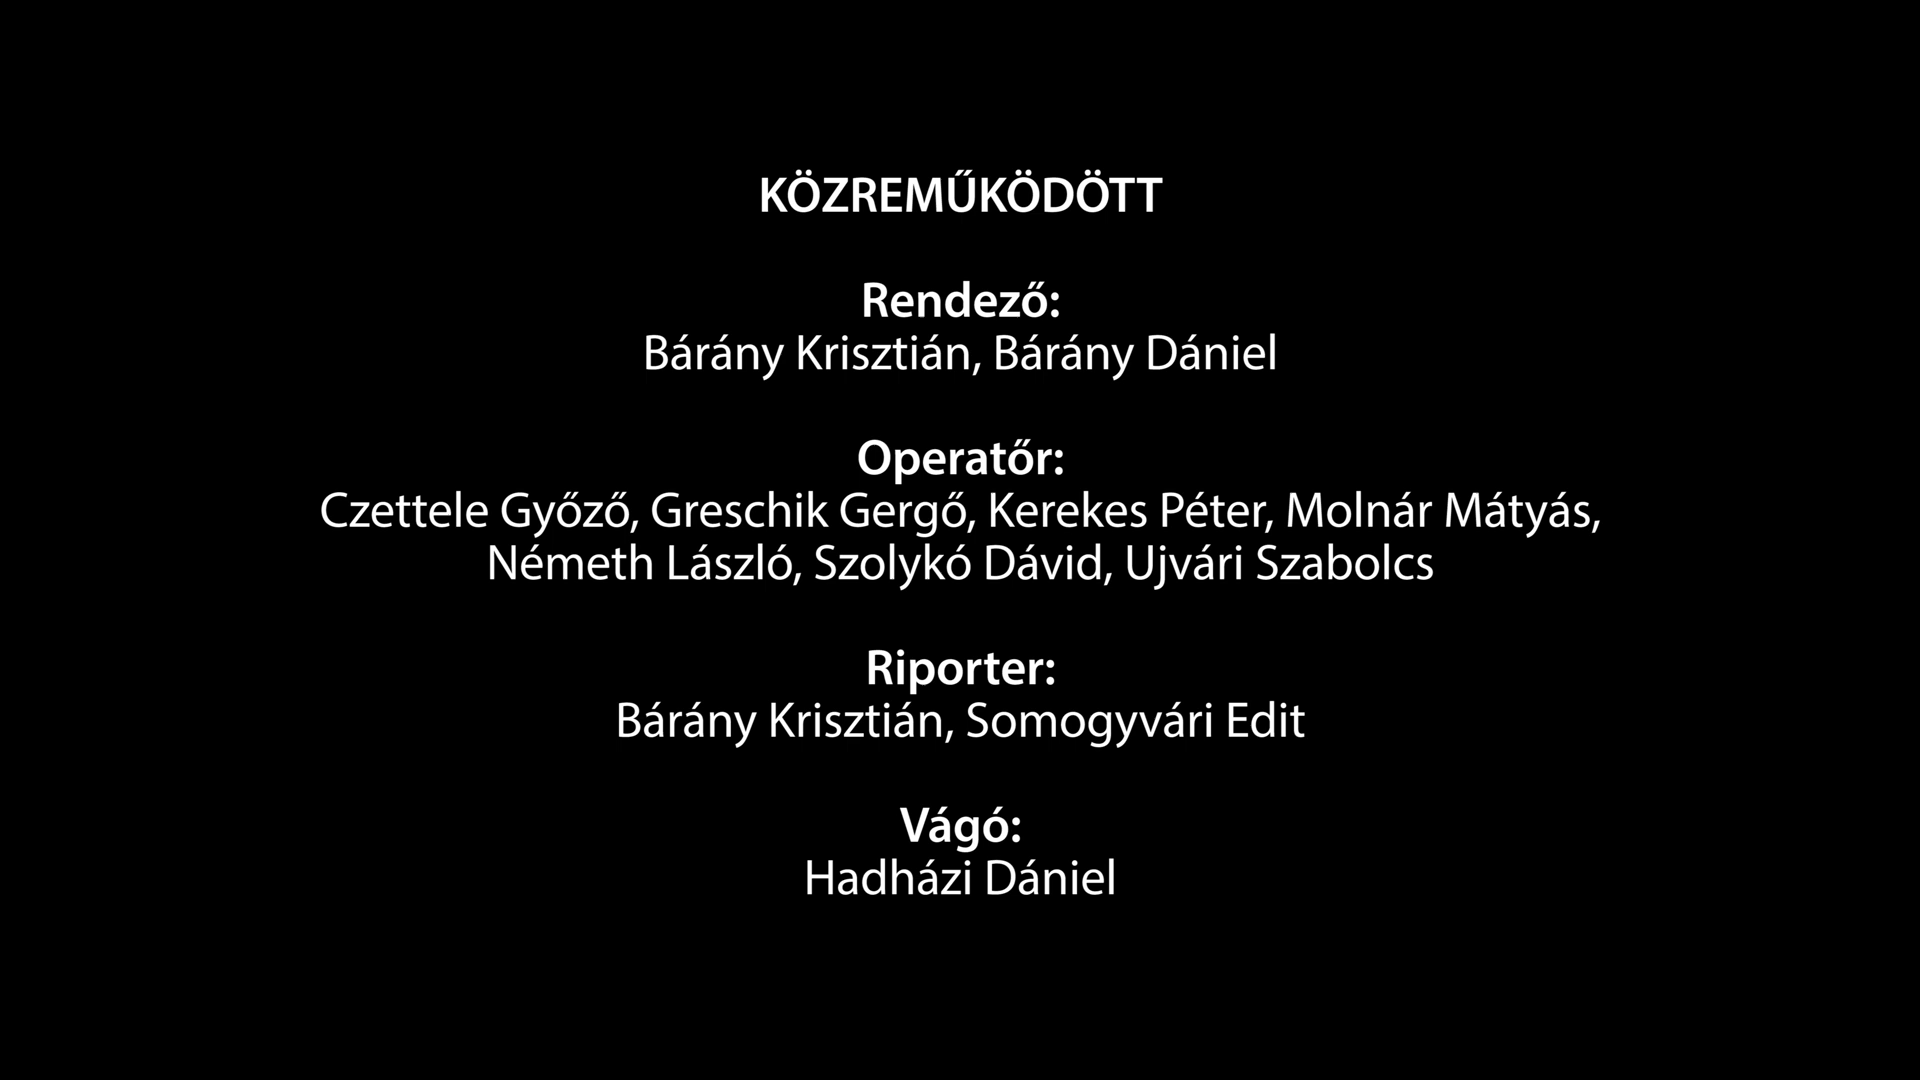 KÖZREMŰKÖDÖTT
Rendező:
Bárány Krisztián, Bárány Dániel
Operatőr:
Czettele Győző, Greschik Gergő, Kerekes Péter, Molnár Mátyás,
Németh László, Szolykó Dávid, Ujvári Szabolcs
Riporter:
Bárány Krisztián, Somogyvári Edit
Vágó:
Hadházi Dániel